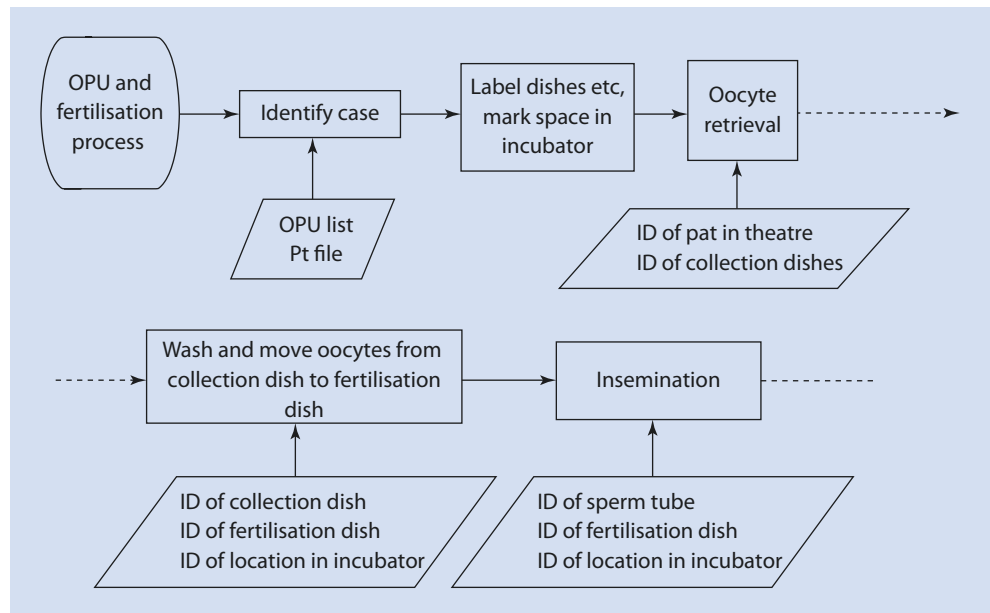 OPU and
fertilisation
process
Identify case
Label dishes etc,
mark space in
incubator
Oocyte
retrieval
OPU list
Pt file
ID of pat in theatre
ID of collection dishes
Wash and move oocytes from
collection dish to fertilisation
dish
Insemination
ID of collection dish
ID of fertilisation dish
ID of location in incubator
ID of sperm tube
ID of fertilisation dish
ID of location in incubator